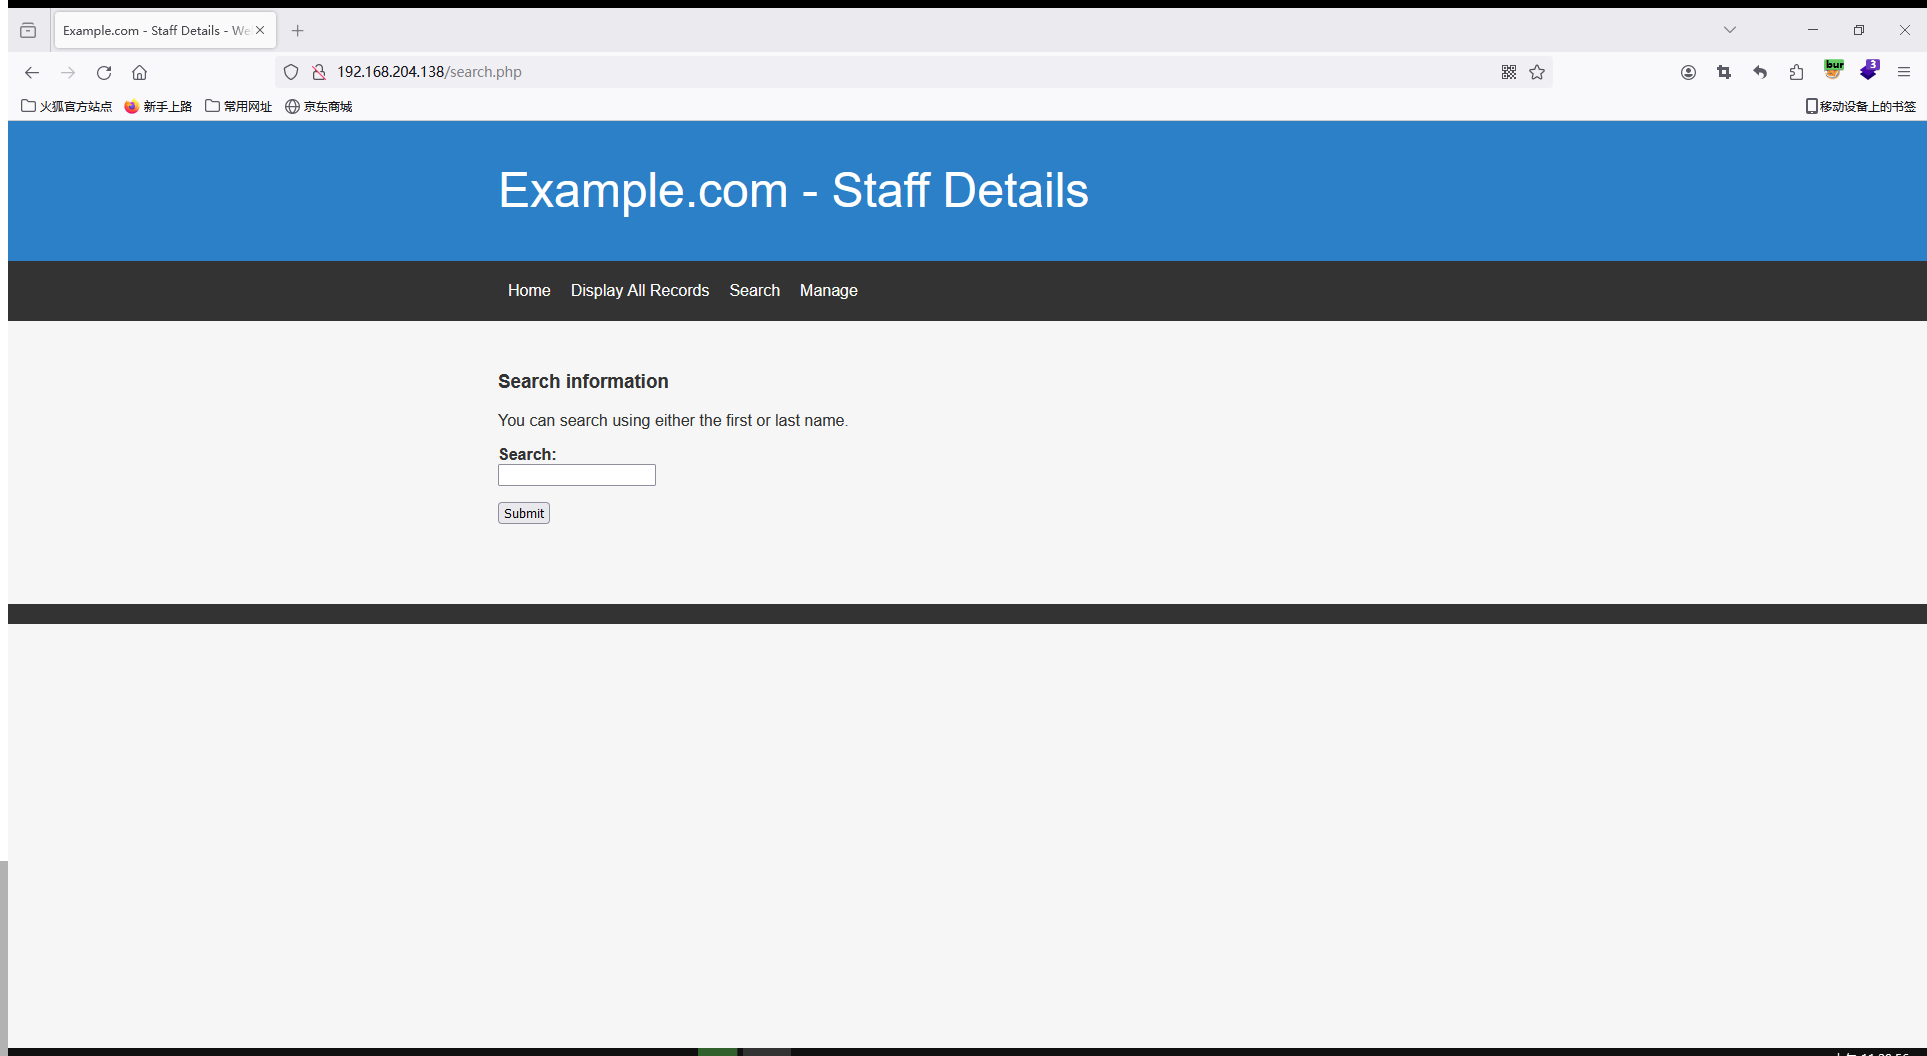 Example.com - Staff Details - We
192.168.204.138/search.php
bur
3
火狐官方站点 新手上路 常用网址 京东商城 移动设备上的书签
Example.com - Staff Details
Home Display All Records Search Manage
Search information
You can search using either the first or last name.
Search:
Submit